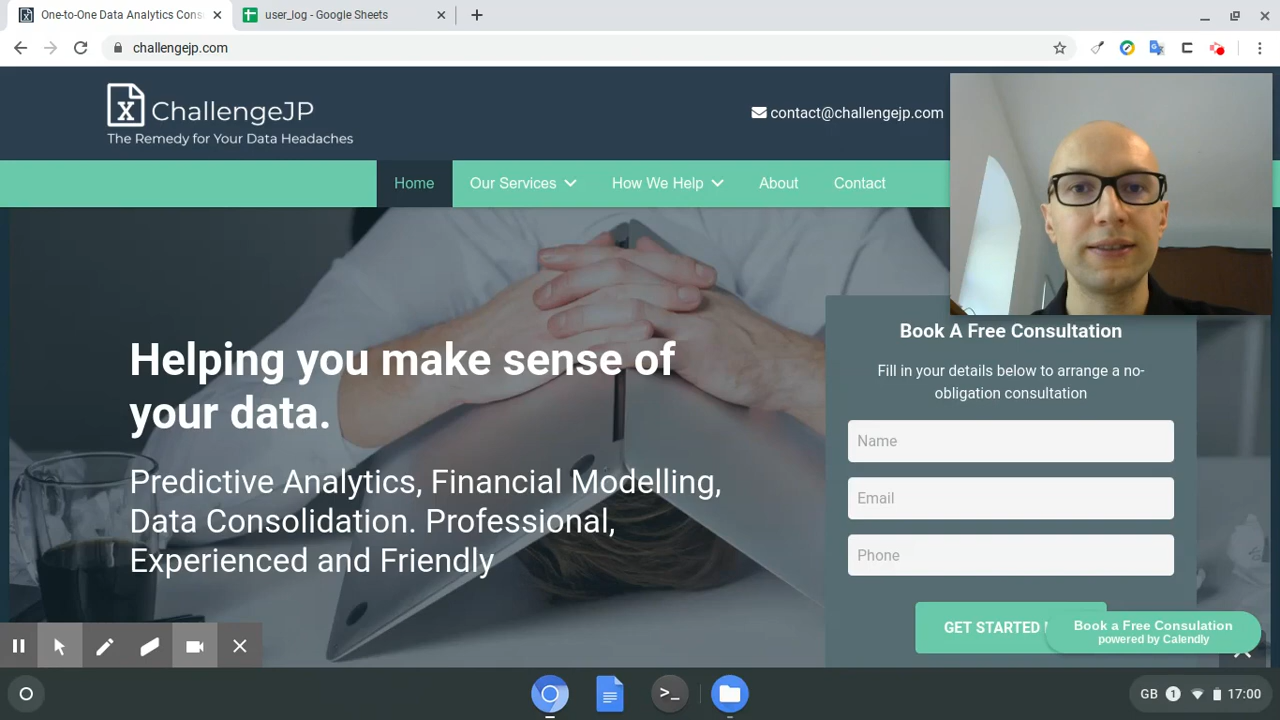 One-to-One Data Analytics Cons
user_log - Google Sheets
challengejp.com
X ChallengeJP
The Remedy for Your Data Headaches
contact@challengejp.com
Home
Our Services
How We Help
About
Contact
Helping you make sense of
your data.
Predictive Analytics, Financial Modelling,
Data Consolidation. Professional,
Experienced and Friendly
Book A Free Consultation
Fill in your details below to arrange a no-
obligation consultation
Name
Email
Phone
GET STARTED
Book a Free Consulation
powered by Calendly
GB 1 17:00